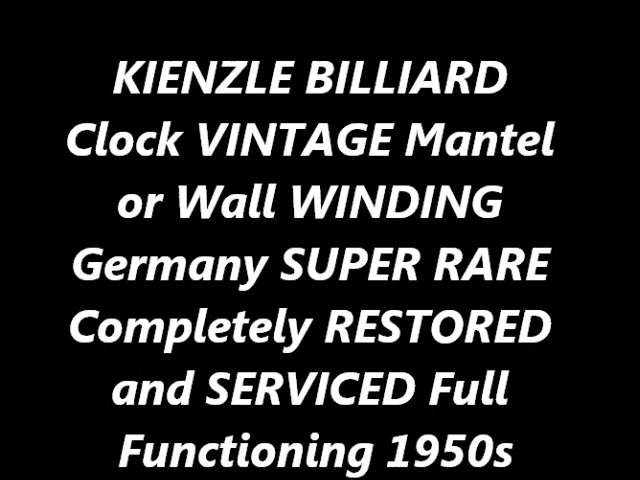 KIENZLE BILLIARD
Clock VINTAGE Mantel
or Wall WINDING
Germany SUPER RARE
Completely RESTORED
and SERVICED Full
Functioning 1950s